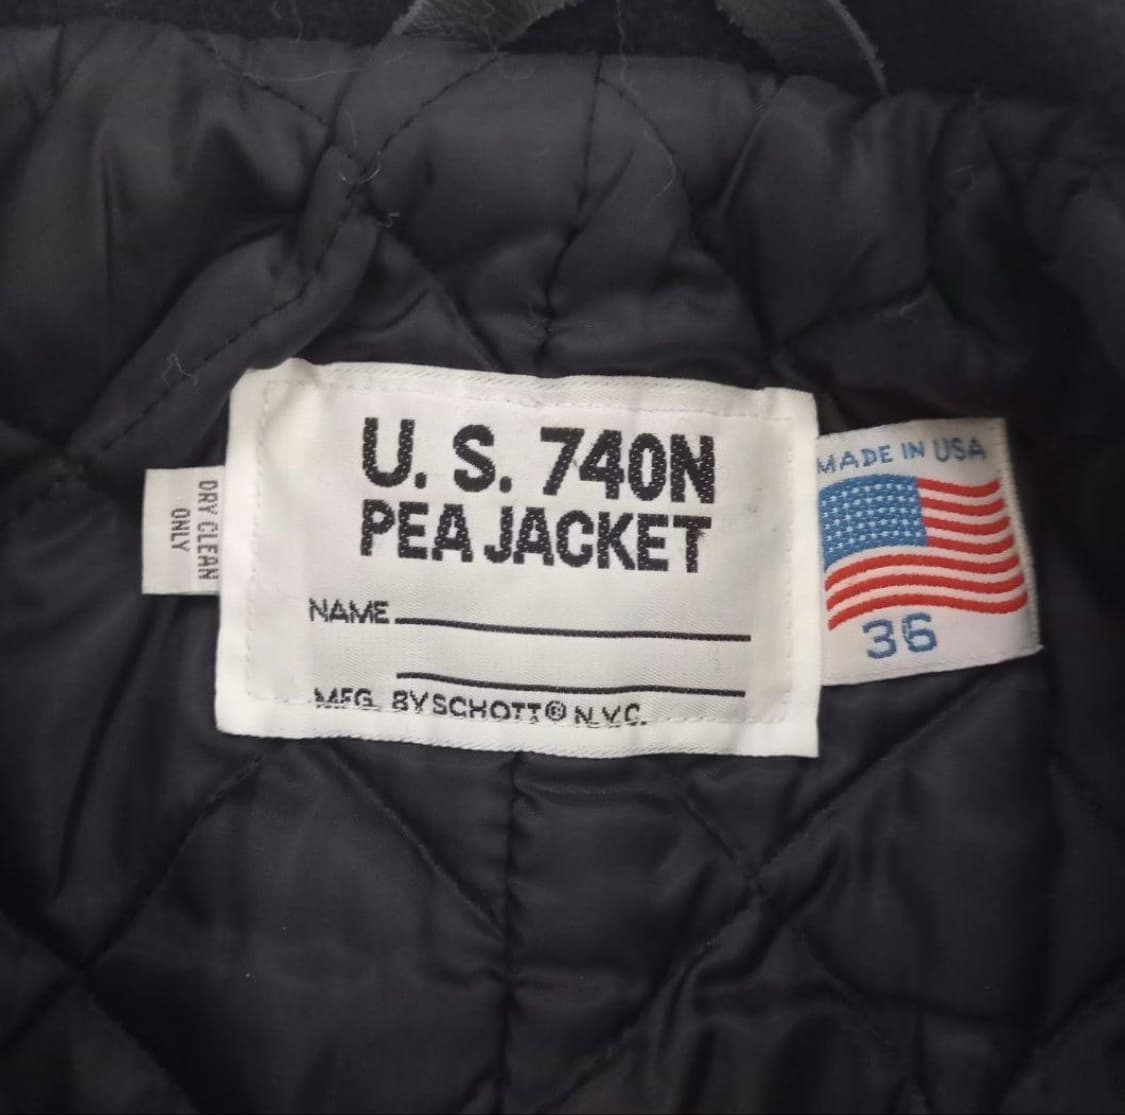 U. S. 740N
PEA JACKET
NAME
MFG. BY SCHOTT® N.Y.C.
DRY CLEAN
ONLY
MADE IN USA
36